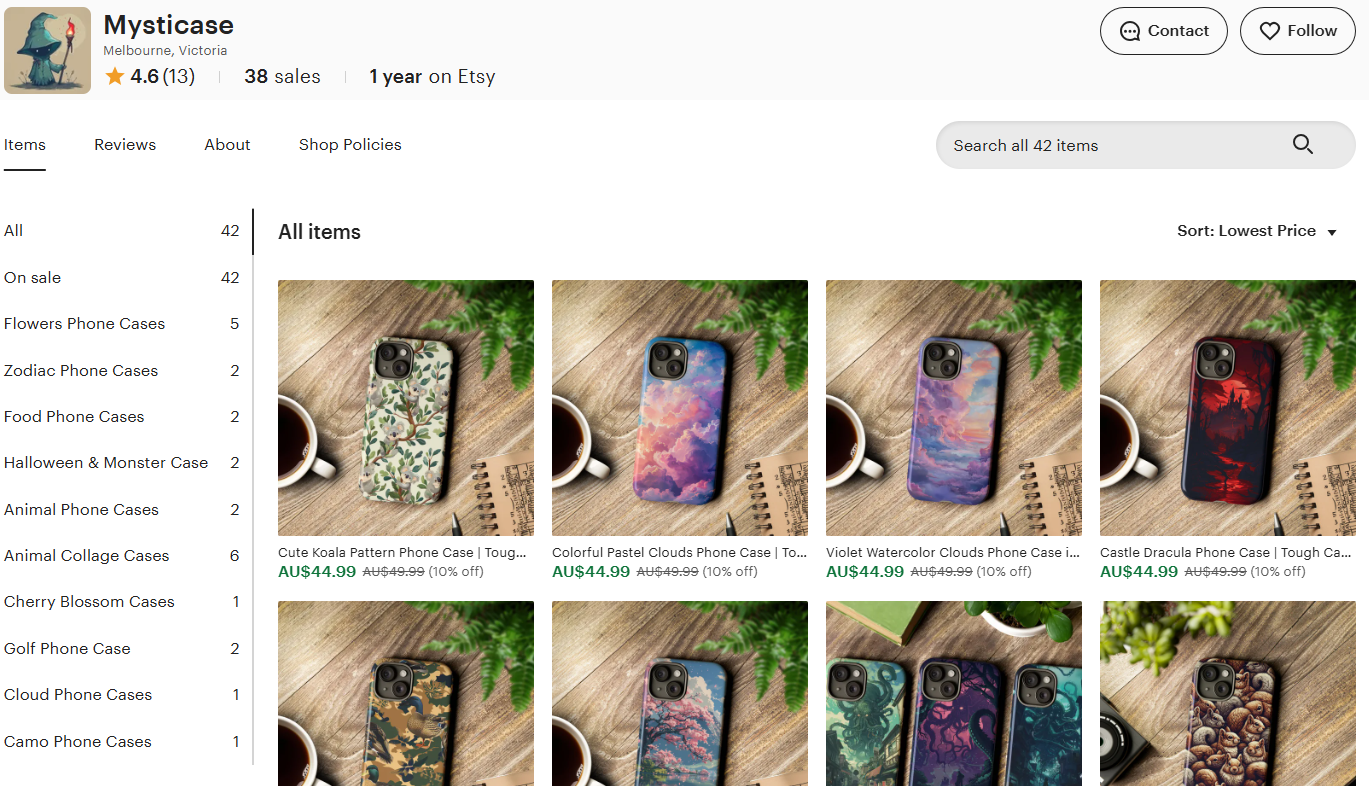 Mysticase
Melbourne, Victoria
4.6 (13)
38 sales
1 year on Etsy
Contact
Follow
Items
Reviews
About
Shop Policies
Search all 42 items
All 42
On sale 42
Flowers Phone Cases 5
Zodiac Phone Cases 2
Food Phone Cases 2
Halloween & Monster Case 2
Animal Phone Cases 2
Animal Collage Cases 6
Cherry Blossom Cases 1
Golf Phone Case 2
Cloud Phone Cases 1
Camo Phone Cases 1
All items
Sort: Lowest Price
Cute Koala Pattern Phone Case | Toug...
AU$44.99 AU$49.99 (10% off)
Colorful Pastel Clouds Phone Case | To...
AU$44.99 AU$49.99 (10% off)
Violet Watercolor Clouds Phone Case i...
AU$44.99 AU$49.99 (10% off)
Castle Dracula Phone Case | Tough Ca...
AU$44.99 AU$49.99 (10% off)